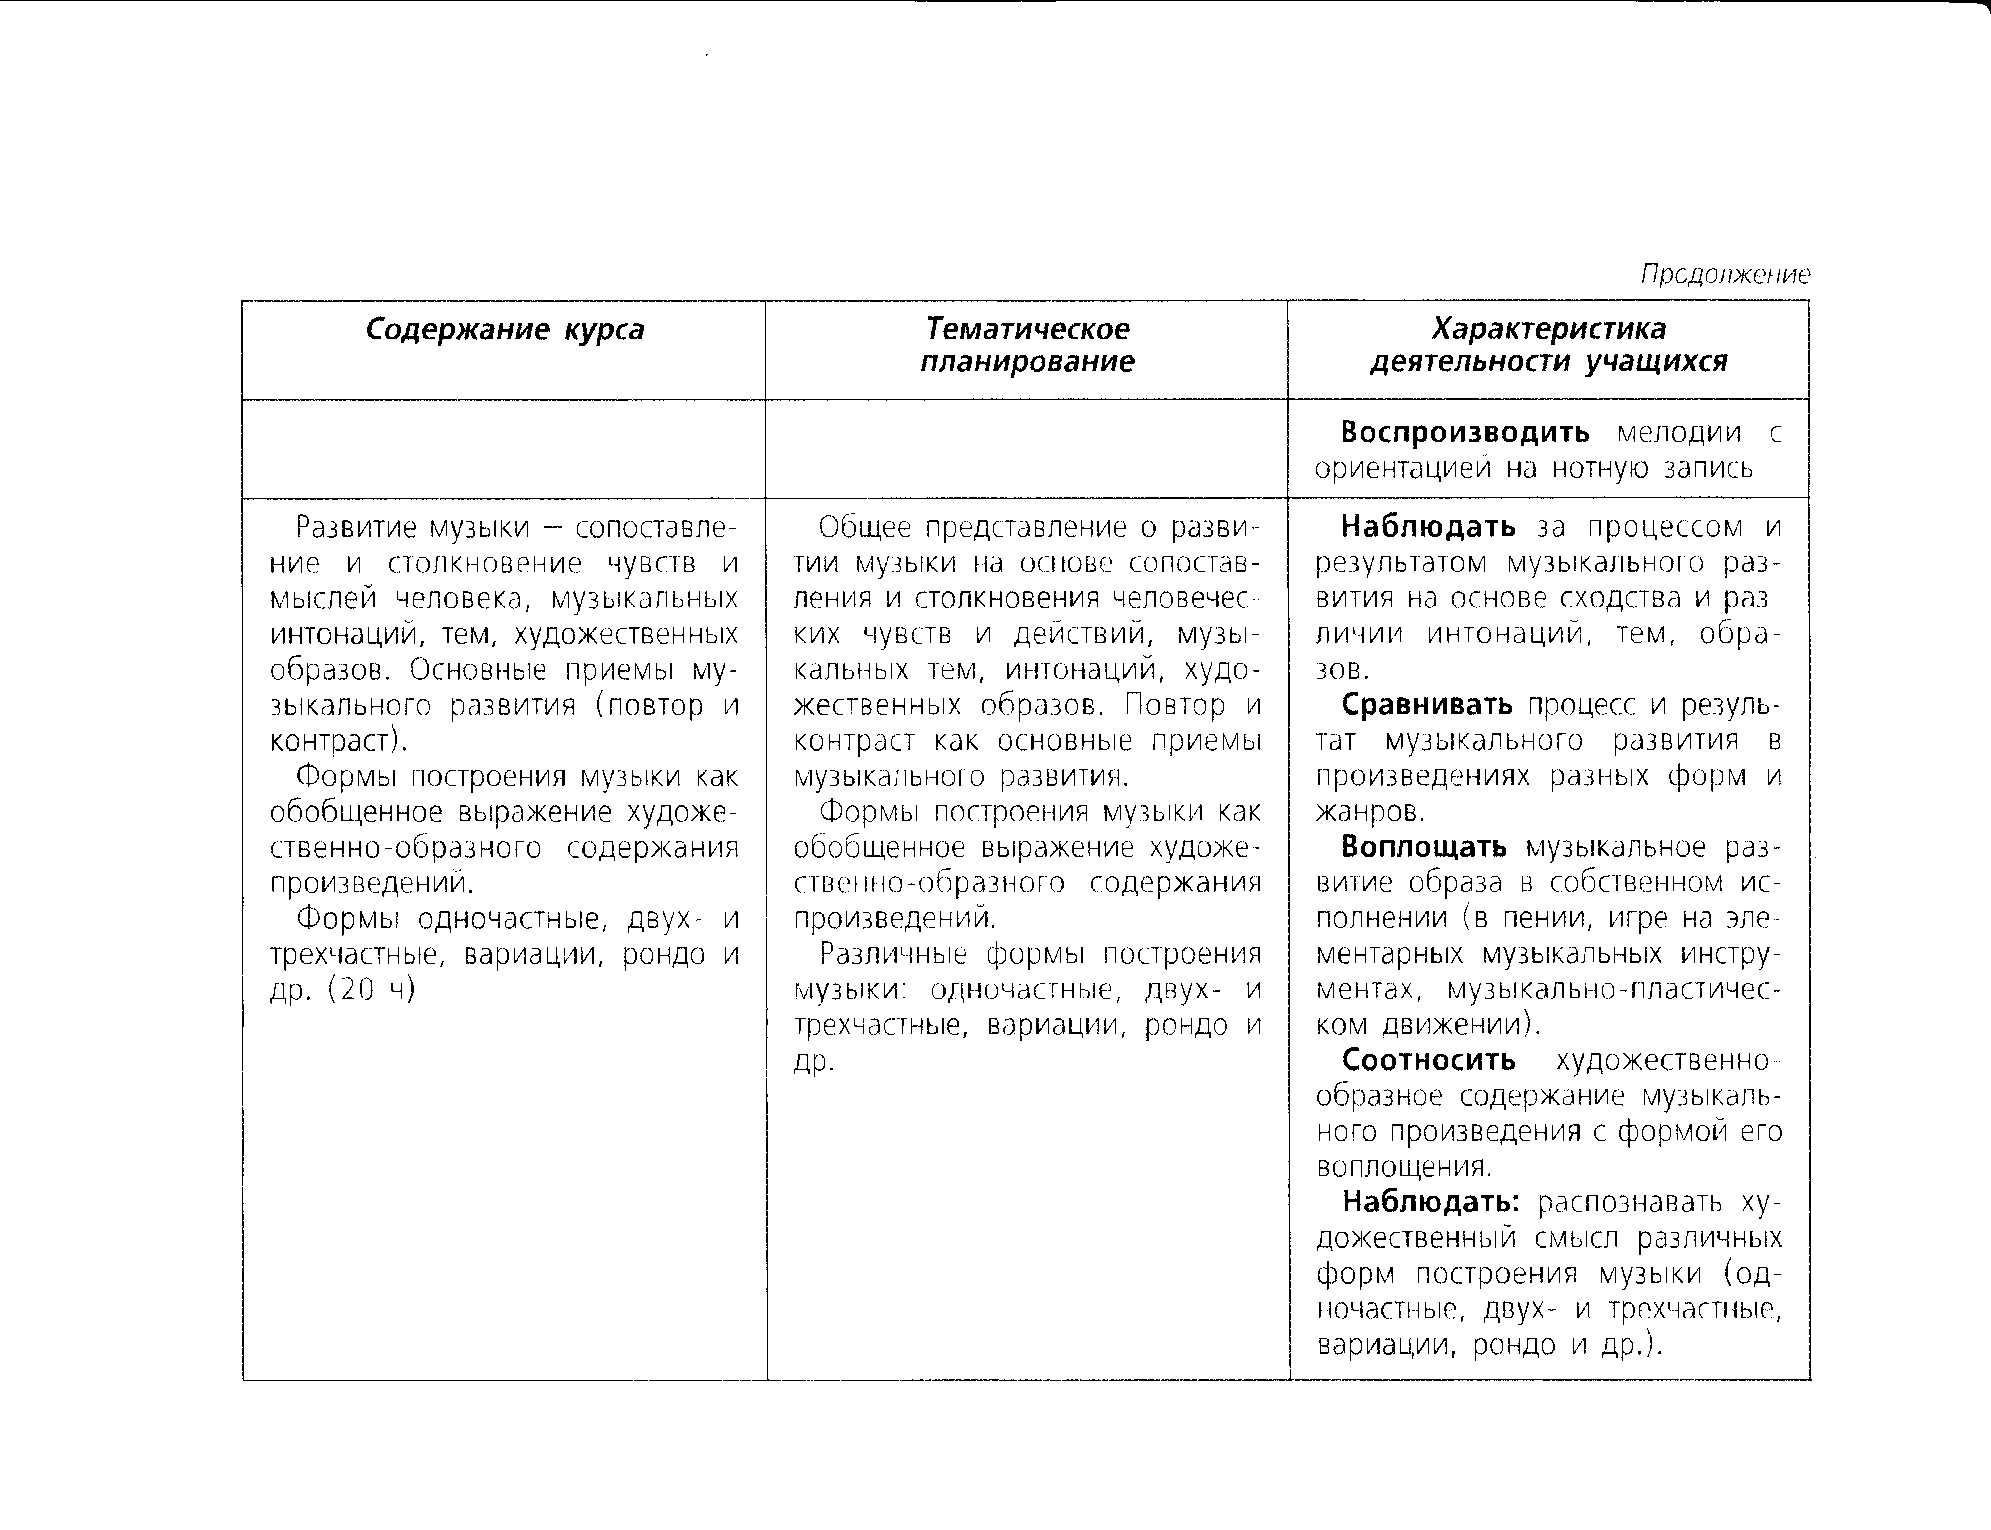 Продолжение
Содержание курса
Тематическое
планирование
Характеристика
деятельности учащихся
Воспроизводить мелодии с
ориентацией на нотную запись
Развитие музыки — сопоставле-
ние и столкновение чувств и
мыслей человека, музыкальных
интонаций, тем, художественных
образов. Основные приемы му-
зыкального развития (повтор и
контраст).
Формы построения музыки как
обобщенное выражение художе-
ственно-образного содержания
произведений.
Формы одночастные, двух- и
трехчастные, вариации, рондо и
др. (20 ч)
Общее представление о разви-
тии музыки на основе сопостав-
ления и столкновения человечес-
ких чувств и действий, музы-
кальных тем, интонаций, худо-
жественных образов. Повтор и
контраст как основные приемы
музыкального развития.
Формы построения музыки как
обобщенное выражение художе-
ственно-образного содержания
произведений.
Различные формы построения
музыки: одночастные, двух- и
трехчастные, вариации, рондо и
др.
Наблюдать за процессом и
результатом музыкального раз-
вития на основе сходства и раз
личии интонаций, тем, обра-
зов.
Сравнивать процесс и резуль-
тат музыкального развития в
произведениях разных форм и
жанров.
Воплощать музыкальное раз-
витие образа в собственном ис-
полнении (в пении, игре на эле-
ментарных музыкальных инстру-
ментах, музыкально-пластичес-
ком движении).
Соотносить художественно-
образное содержание музыкаль-
ного произведения с формой его
воплощения.
Наблюдать: распознавать ху-
дожественный смысл различных
форм построения музыки (од-
ночастные, двух- и трехчастные,
вариации, рондо и др.).